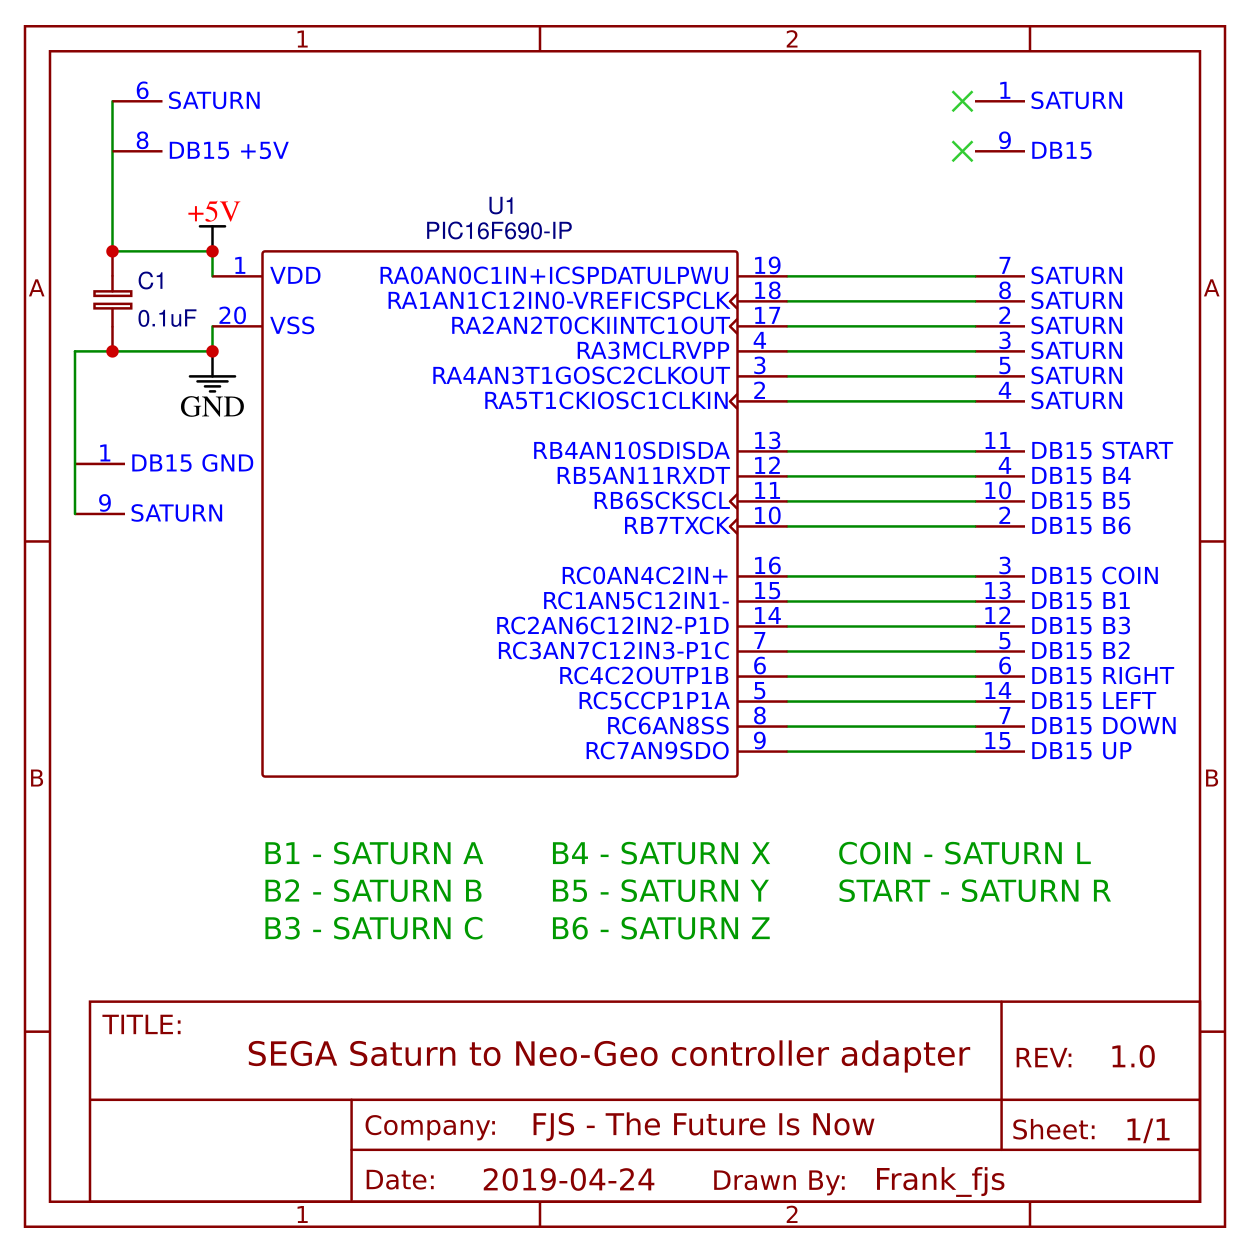 1 2
6 SATURN 1 SATURN
8 DB15 +5V 9 DB15
+5V
U1
PIC16F690-IP
1 VDD RA0AN0C1IN+ICSPDATULPWU 19 7 SATURN
A C1 RA1AN1C12IN0-VREFICSPCLK 18 8 SATURN A
0.1uF 20 VSS RA2AN2T0CKIINTC1OUT 17 2 SATURN
RA3MCLRVPP 4 3 SATURN
RA4AN3T1GOSC2CLKOUT 3 5 SATURN
GND RA5T1CKIOSC1CLKIN 2 4 SATURN
1 DB15 GND RB4AN10SDISDA 13 11 DB15 START
RB5AN11RXDT 12 4 DB15 B4
9 SATURN RB6SCKSCL 11 10 DB15 B5
RB7TXCK 10 2 DB15 B6
RC0AN4C2IN+ 16 3 DB15 COIN
RC1AN5C12IN1- 15 13 DB15 B1
RC2AN6C12IN2-P1D 14 12 DB15 B3
RC3AN7C12IN3-P1C 7 5 DB15 B2
RC4C2OUTP1B 6 6 DB15 RIGHT
RC5CCP1P1A 5 14 DB15 LEFT
RC6AN8SS 8 7 DB15 DOWN
RC7AN9SDO 9 15 DB15 UP
B B
B1 - SATURN A B4 - SATURN X COIN - SATURN L
B2 - SATURN B B5 - SATURN Y START - SATURN R
B3 - SATURN C B6 - SATURN Z
TITLE:
SEGA Saturn to Neo-Geo controller adapter REV: 1.0
Company: FJS - The Future Is Now Sheet: 1/1
Date: 2019-04-24 Drawn By: Frank_fjs
1 2